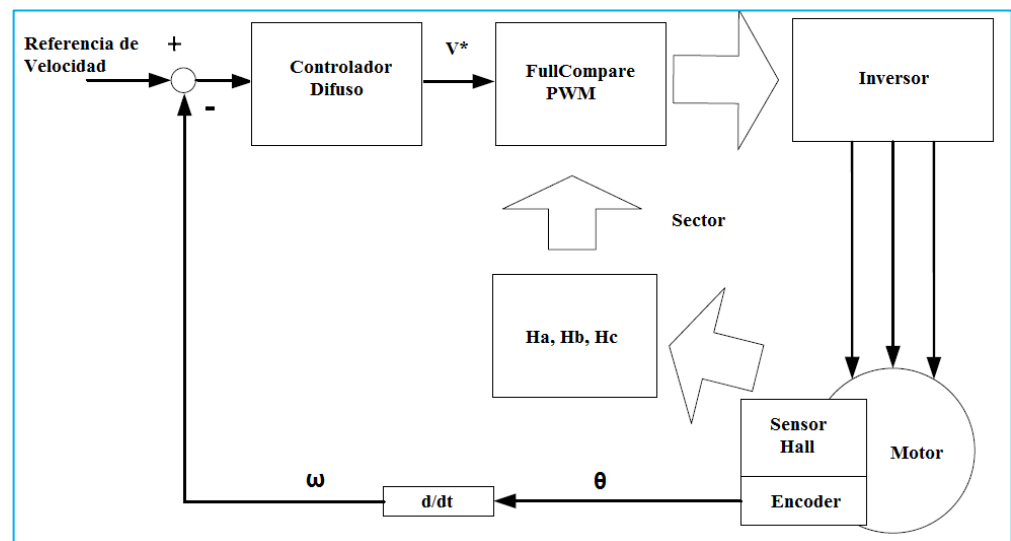 Referencia de
Velocidad
+
-
Controlador
Difuso
V*
FullCompare
PWM
Inversor
Sector
Ha, Hb, Hc
Sensor
Hall
Motor
Encoder
θ
d/dt
ω